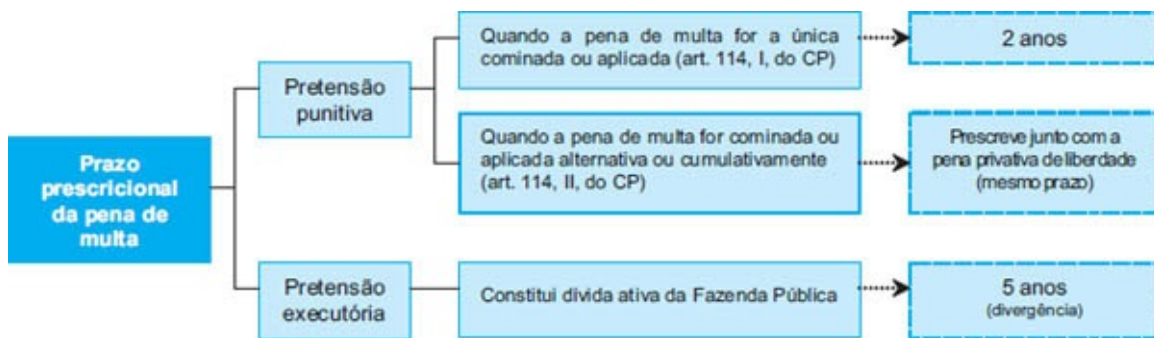 Prazo
prescricional
da pena de
multa
Pretensão
punitiva
Quando a pena de multa for a única
cominada ou aplicada (art. 114, I, do CP)
2 anos
Quando a pena de multa for cominada ou
aplicada alternativa ou cumulativamente
(art. 114, II, do CP)
Prescreve junto com a
pena privativa de liberdade
(mesmo prazo)
Pretensão
executória
Constitui dívida ativa da Fazenda Pública
5 anos
(divergência)